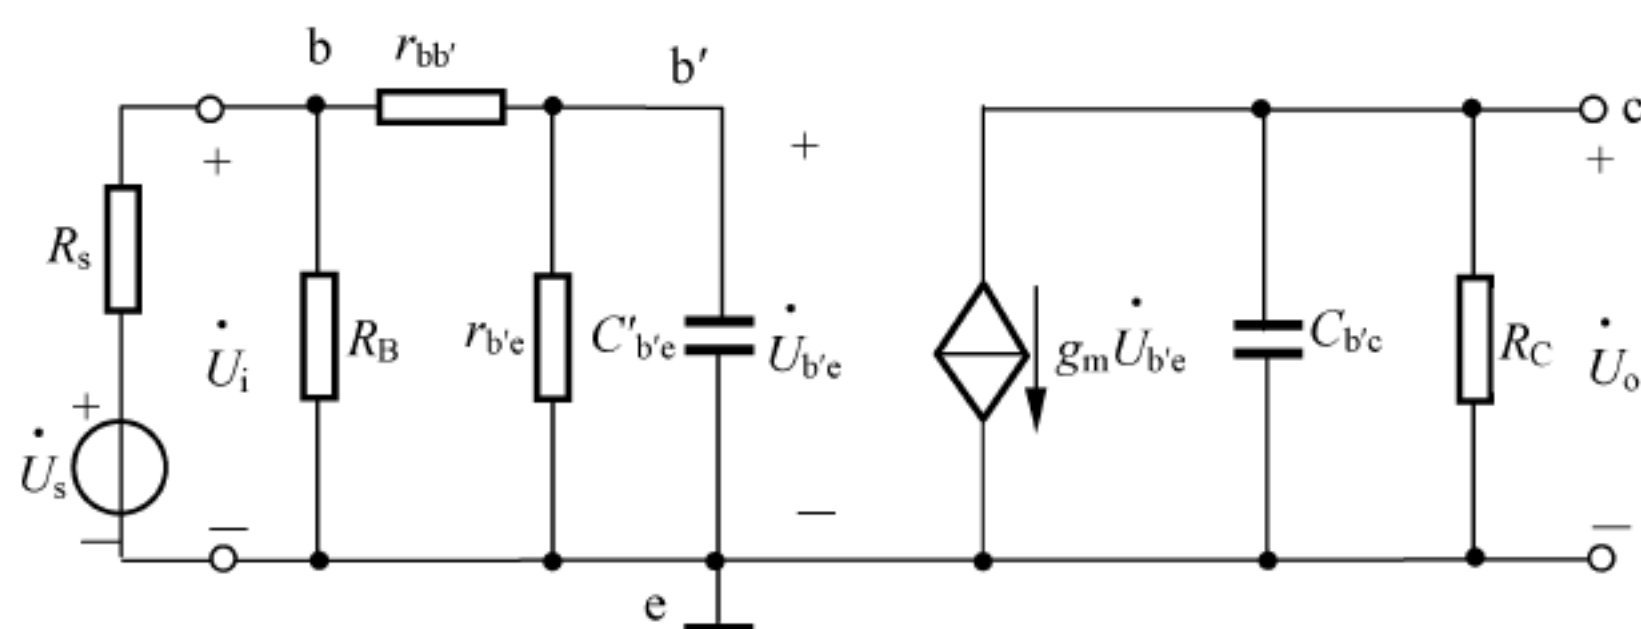 b
r_bb′
b′
c
+
+
+
R_s
R_B
r_b′e
C′_b′e
U̇_b′e
g_m U̇_b′e
C_b′c
R_C
U̇_o
U̇_i
+
U̇_s
−
−
−
−
e